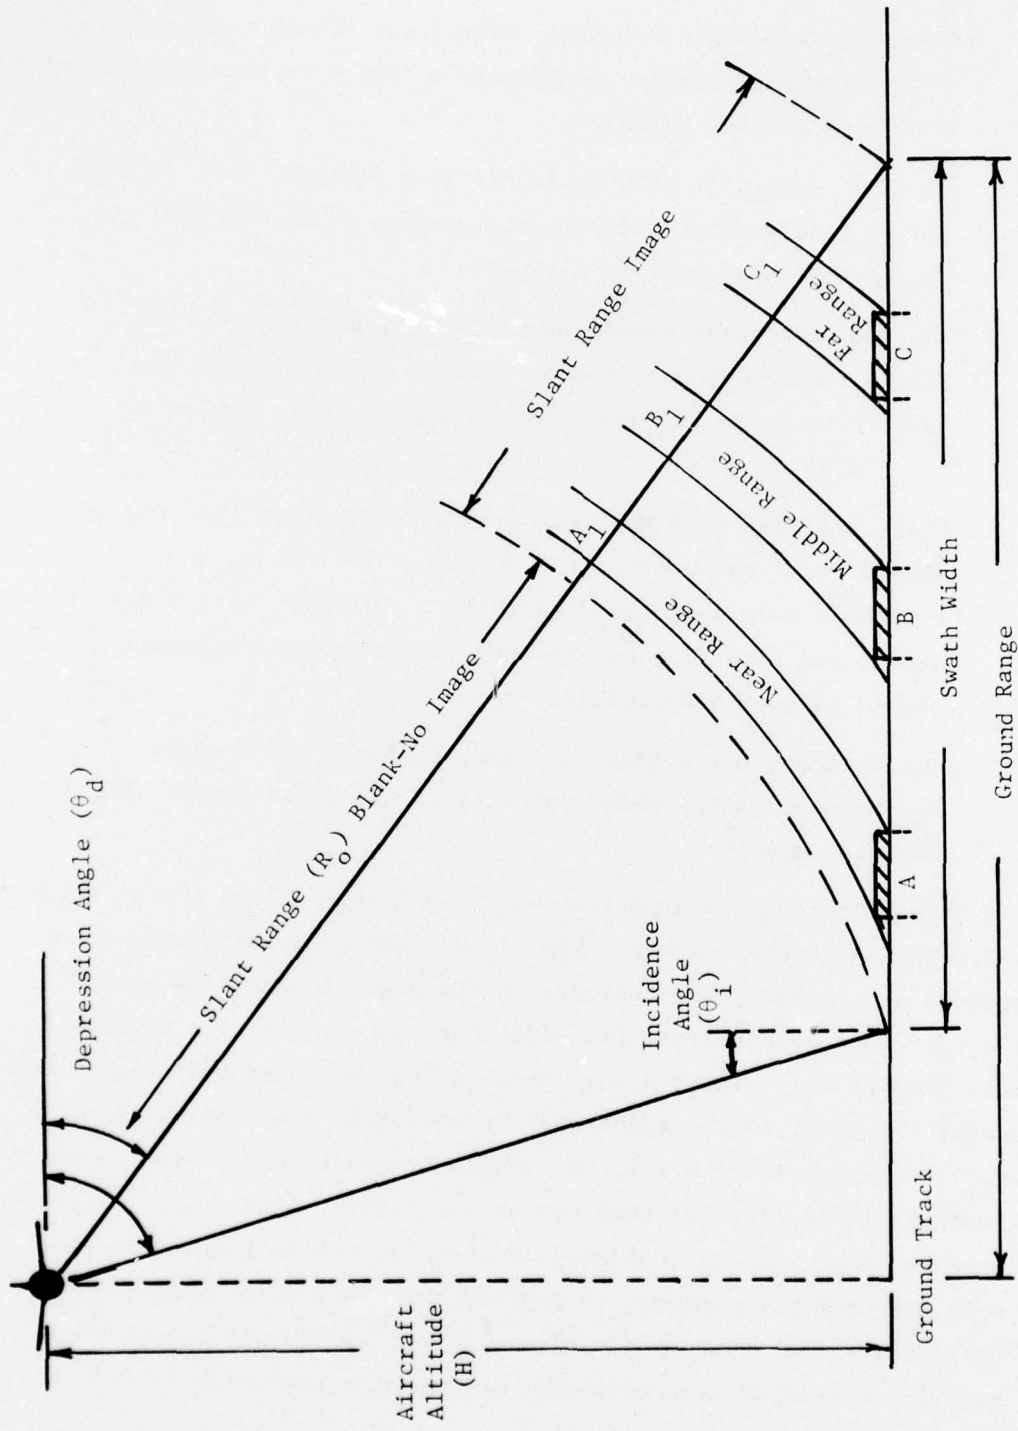 Depression Angle (θd)
Slant Range (Ro) Blank-No Image
Slant Range Image
A1
B1
C1
Near Range
Middle Range
Far
Range
Incidence
Angle
(θi)
Aircraft
Altitude
(H)
A
B
C
Ground Track
Swath Width
Ground Range